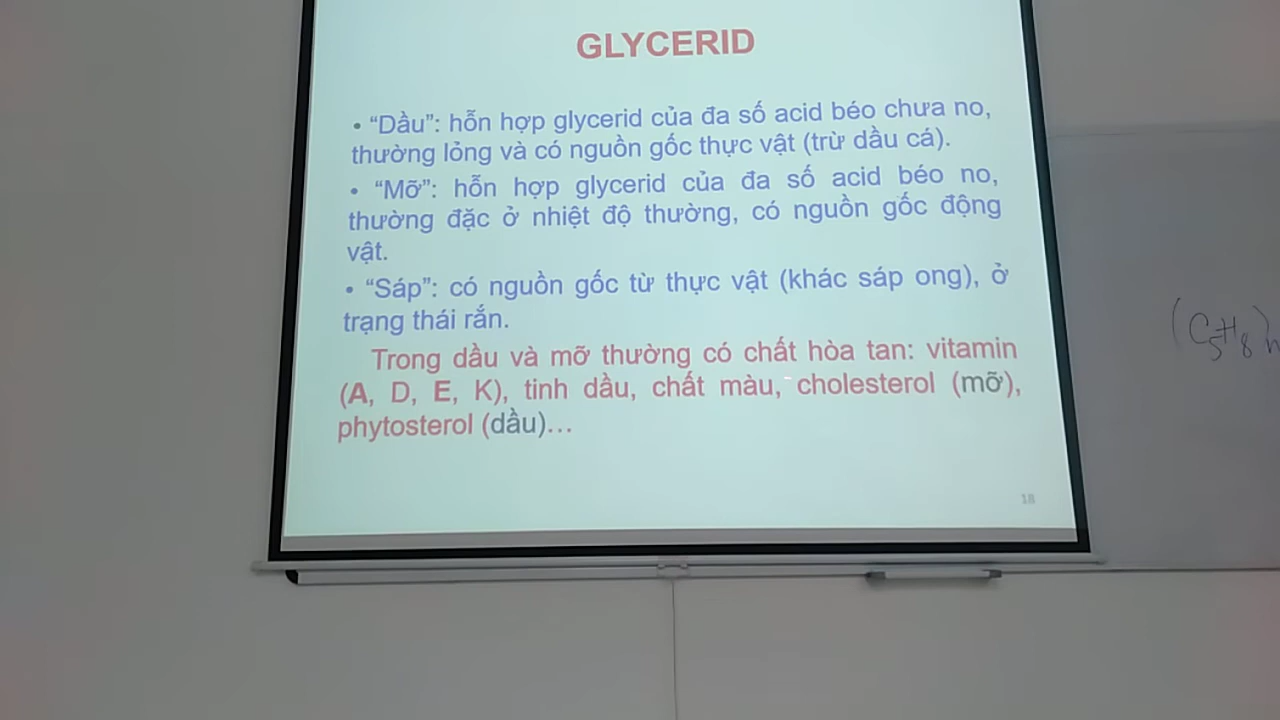 GLYCERID
• “Dầu”: hỗn hợp glycerid của đa số acid béo chưa no,
thường lỏng và có nguồn gốc thực vật (trừ dầu cá).
• “Mỡ”: hỗn hợp glycerid của đa số acid béo no,
thường đặc ở nhiệt độ thường, có nguồn gốc động
vật.
• “Sáp”: có nguồn gốc từ thực vật (khác sáp ong), ở
trạng thái rắn.
Trong dầu và mỡ thường có chất hòa tan: vitamin
(A, D, E, K), tinh dầu, chất màu, cholesterol (mỡ),
phytosterol (dầu)…
18
(C5H8)n